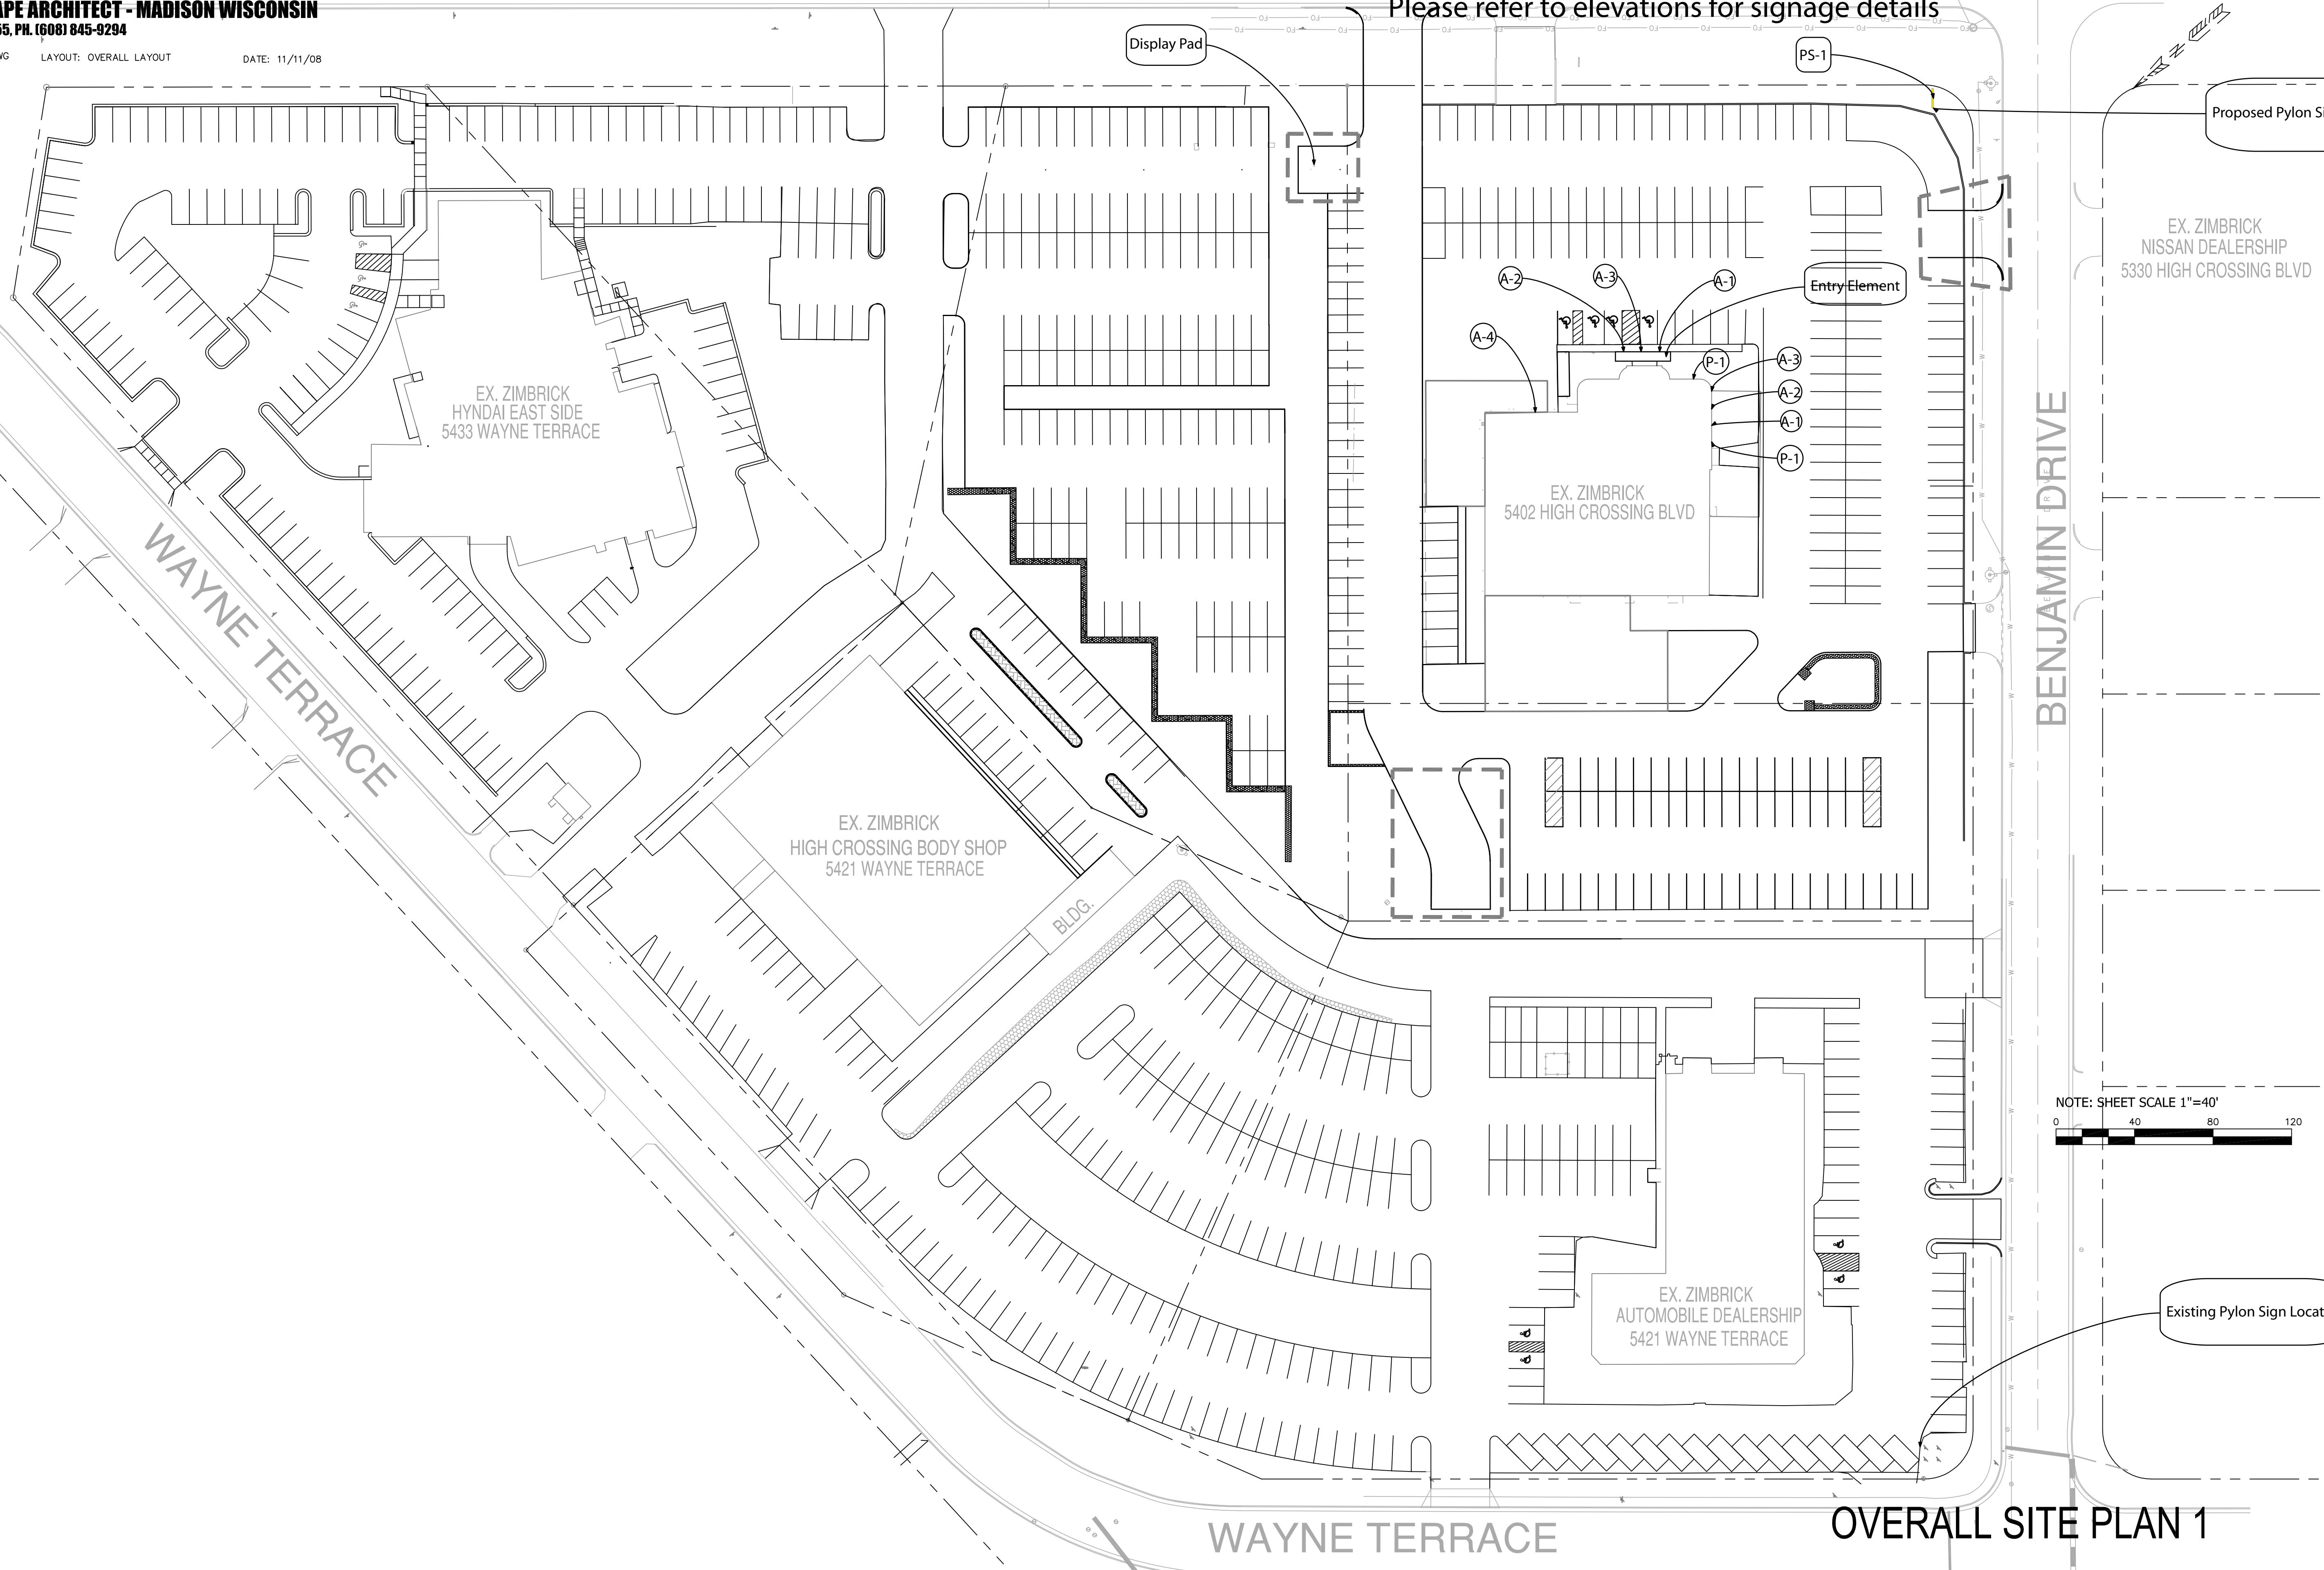 APE ARCHITECT - MADISON WISCONSIN
55, PH. (608) 845-9294
WG LAYOUT: OVERALL LAYOUT DATE: 11/11/08
Please refer to elevations for signage details
Display Pad
PS-1
N
Proposed Pylon Si
EX. ZIMBRICK
NISSAN DEALERSHIP
5330 HIGH CROSSING BLVD
A-2
A-3
A-1
Entry Element
A-4
P-1
A-3
A-2
A-1
P-1
EX. ZIMBRICK
HYNDAI EAST SIDE
5433 WAYNE TERRACE
EX. ZIMBRICK
5402 HIGH CROSSING BLVD
BENJAMIN DRIVE
WAYNE TERRACE
EX. ZIMBRICK
HIGH CROSSING BODY SHOP
5421 WAYNE TERRACE
BLDG.
NOTE: SHEET SCALE 1"=40'
0 40 80 120
EX. ZIMBRICK
AUTOMOBILE DEALERSHIP
5421 WAYNE TERRACE
Existing Pylon Sign Locat
OVERALL SITE PLAN 1
WAYNE TERRACE